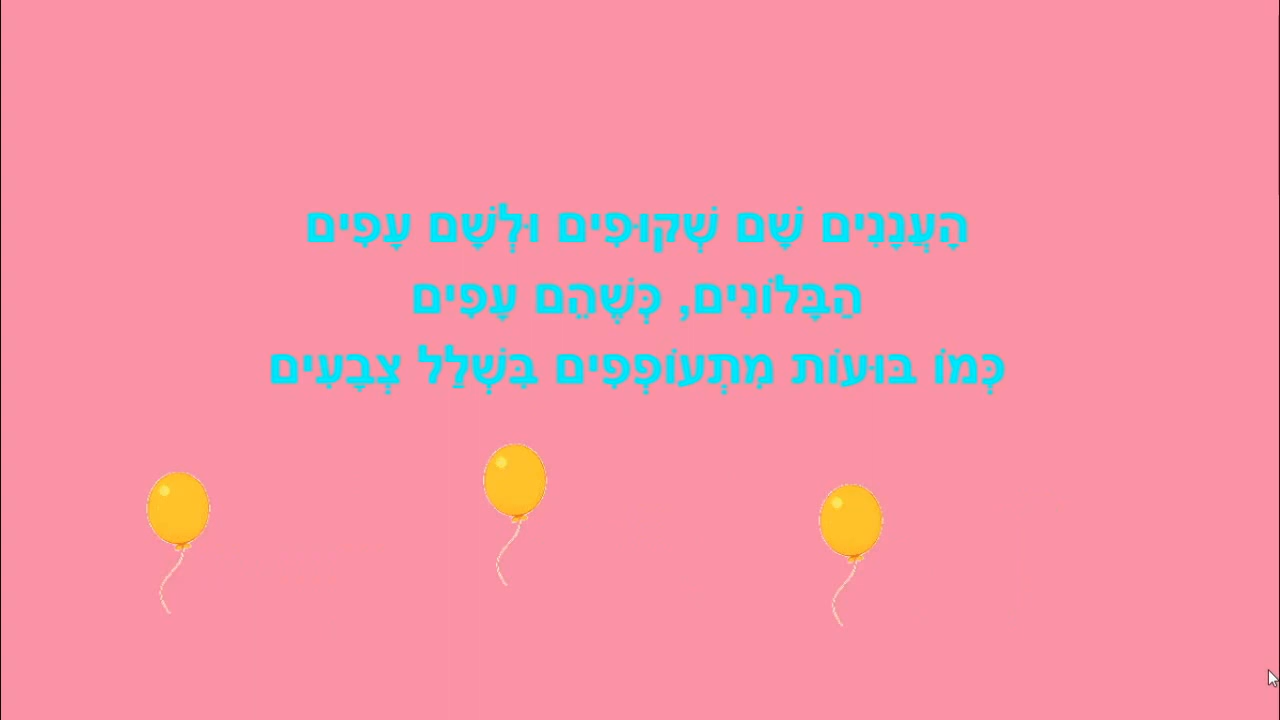 הָעֲנָנִים שָׁם שְׁקוּפִים וּלְשָׁם עָפִים
הַבָּלוֹנִים, כְּשֶׁהֵם עָפִים
כְּמוֹ בּוּעוֹת מִתְעוֹפְפִים בִּשְׁלַל צְבָעִים